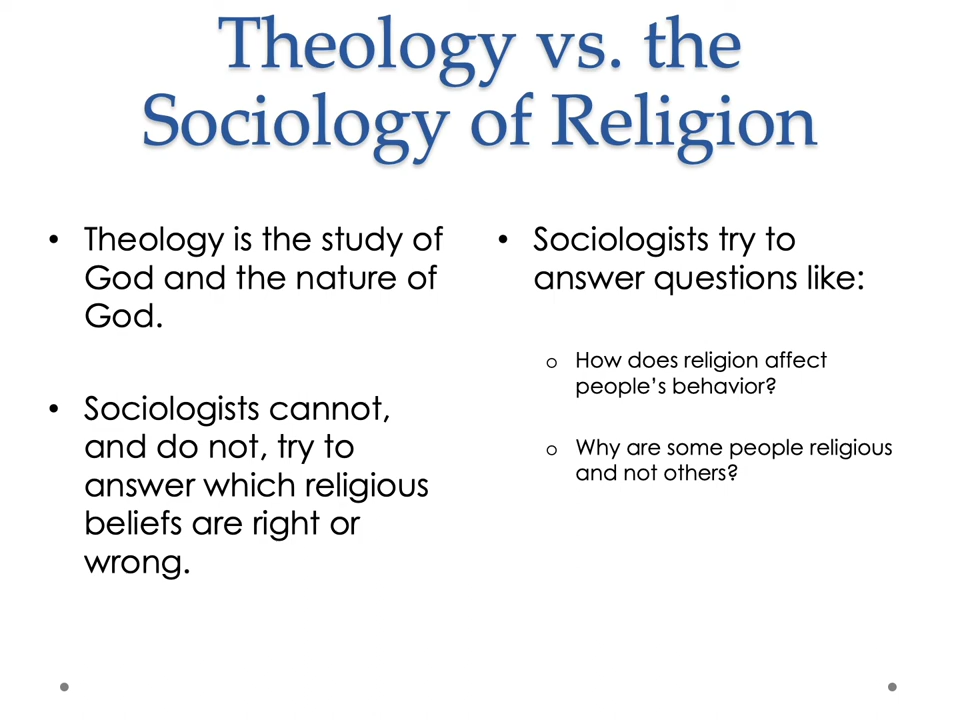 Theology vs. the
Sociology of Religion
• Theology is the study of
God and the nature of
God.
• Sociologists cannot,
and do not, try to
answer which religious
beliefs are right or
wrong.
• Sociologists try to
answer questions like:
o How does religion affect
people’s behavior?
o Why are some people religious
and not others?